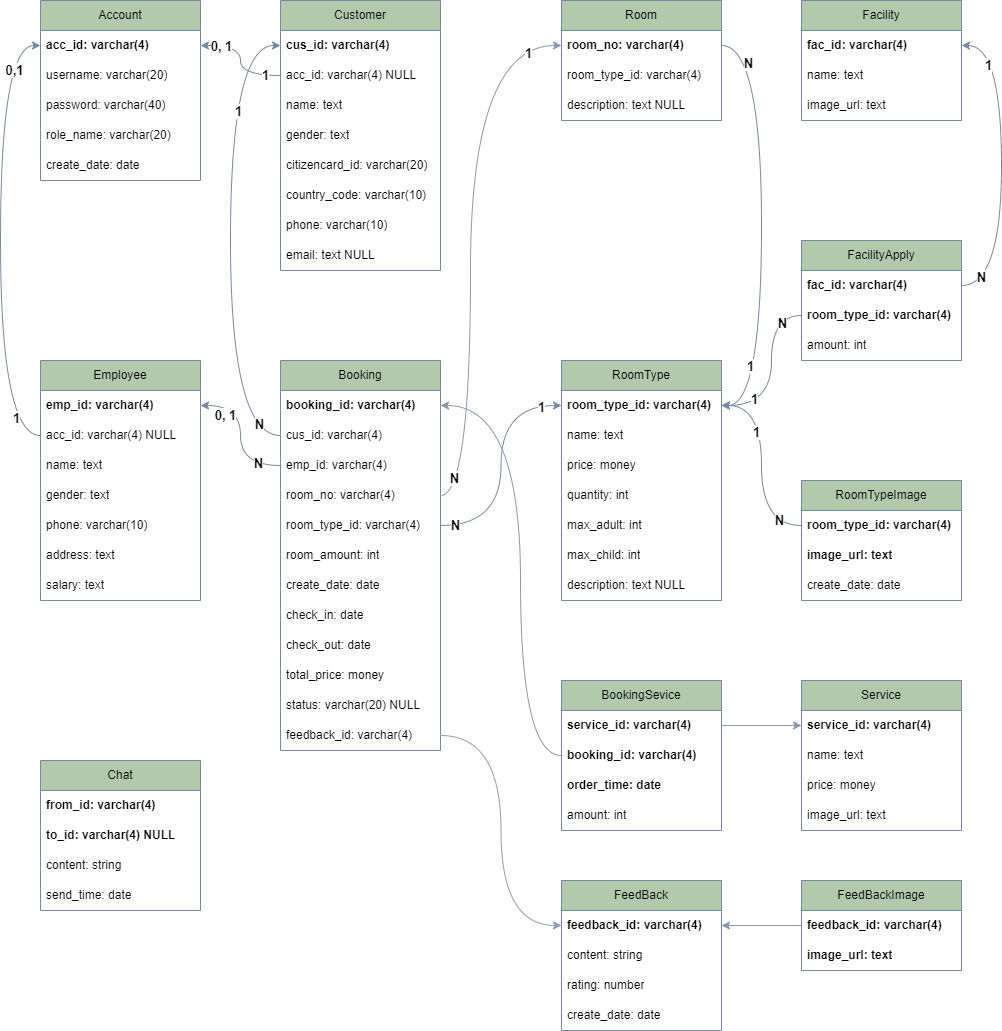 Account
acc_id: varchar(4)
username: varchar(20)
password: varchar(40)
role_name: varchar(20)
create_date: date
Customer
cus_id: varchar(4)
acc_id: varchar(4) NULL
name: text
gender: text
citizencard_id: varchar(20)
country_code: varchar(10)
phone: varchar(10)
email: text NULL
Room
room_no: varchar(4)
room_type_id: varchar(4)
description: text NULL
Facility
fac_id: varchar(4)
name: text
image_url: text
0,1
0, 1
1
1
1
N
1
FacilityApply
fac_id: varchar(4)
room_type_id: varchar(4)
amount: int
N
N
1
1
1
1
1
Employee
emp_id: varchar(4)
acc_id: varchar(4) NULL
name: text
gender: text
phone: varchar(10)
address: text
salary: text
0, 1
N
N
Booking
booking_id: varchar(4)
cus_id: varchar(4)
emp_id: varchar(4)
room_no: varchar(4)
room_type_id: varchar(4)
room_amount: int
create_date: date
check_in: date
check_out: date
total_price: money
status: varchar(20) NULL
feedback_id: varchar(4)
N
N
RoomType
room_type_id: varchar(4)
name: text
price: money
quantity: int
max_adult: int
max_child: int
description: text NULL
N
RoomTypeImage
room_type_id: varchar(4)
image_url: text
create_date: date
BookingSevice
service_id: varchar(4)
booking_id: varchar(4)
order_time: date
amount: int
Service
service_id: varchar(4)
name: text
price: money
image_url: text
Chat
from_id: varchar(4)
to_id: varchar(4) NULL
content: string
send_time: date
FeedBack
feedback_id: varchar(4)
content: string
rating: number
create_date: date
FeedBackImage
feedback_id: varchar(4)
image_url: text